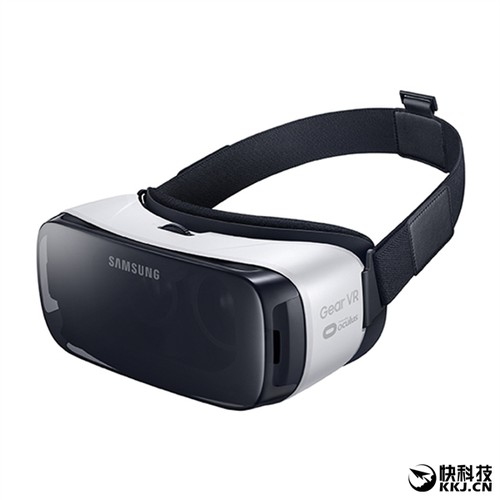 SAMSUNG
Gear VR
oculus
快科技
KKJ.CN